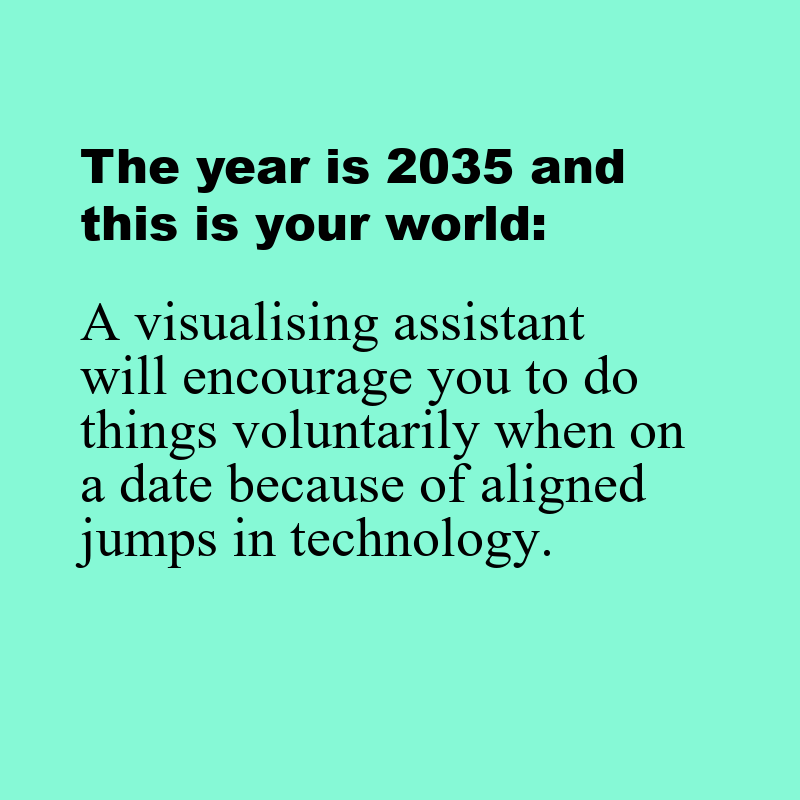 The year is 2035 and
this is your world:
A visualising assistant
will encourage you to do
things voluntarily when on
a date because of aligned
jumps in technology.